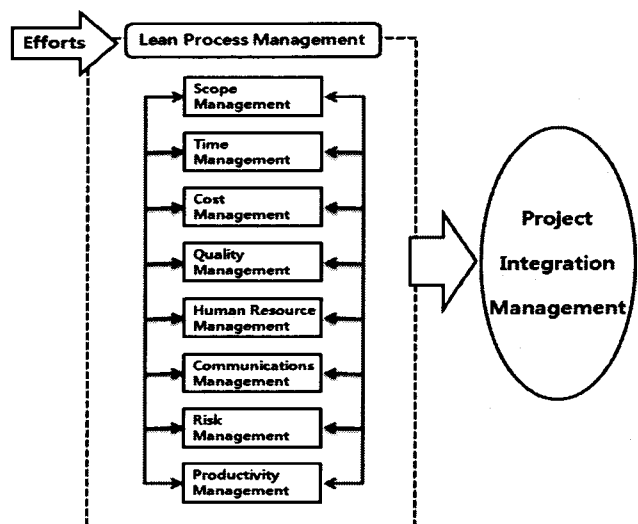 Efforts
Lean Process Management
Scope
Management
Time
Management
Cost
Management
Quality
Management
Human Resource
Management
Communications
Management
Risk
Management
Productivity
Management
Project
Integration
Management